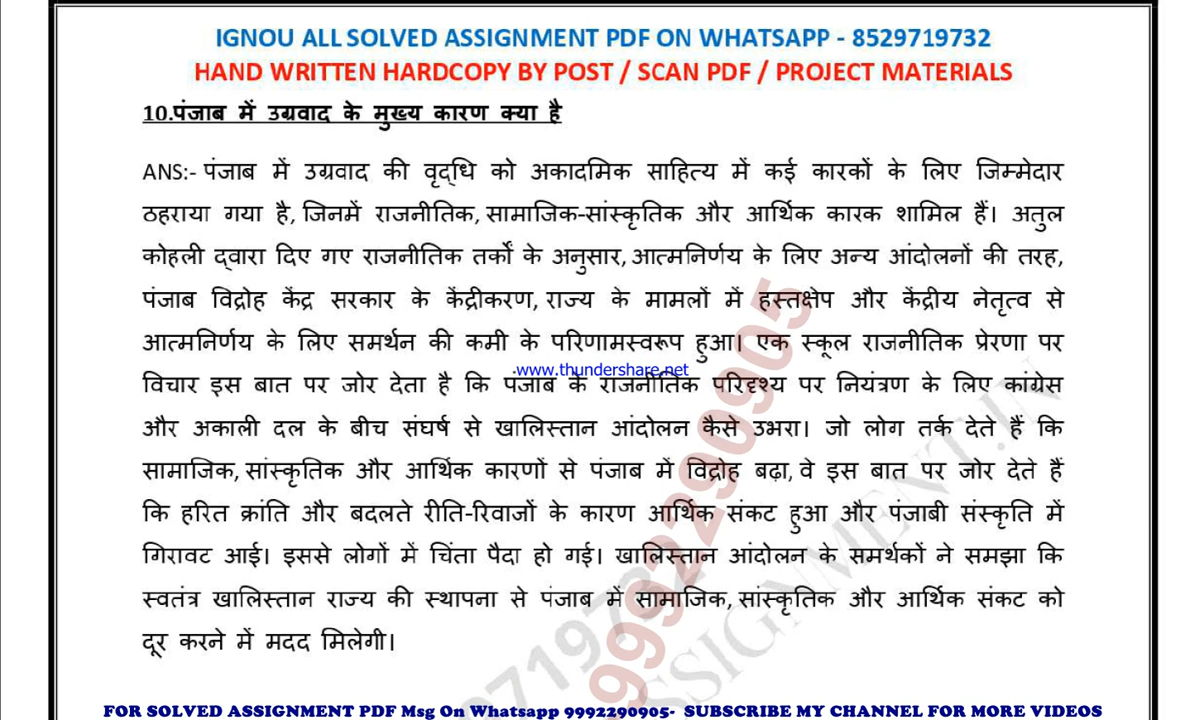 IGNOU ALL SOLVED ASSIGNMENT PDF ON WHATSAPP - 8529719732
HAND WRITTEN HARDCOPY BY POST / SCAN PDF / PROJECT MATERIALS
10.पंजाब में उग्रवाद के मुख्य कारण क्या है
ANS:- पंजाब में उग्रवाद की वृद्धि को अकादमिक साहित्य में कई कारकों के लिए जिम्मेदार
ठहराया गया है, जिनमें राजनीतिक, सामाजिक-सांस्कृतिक और आर्थिक कारक शामिल हैं। अतुल
कोहली द्वारा दिए गए राजनीतिक तर्कों के अनुसार, आत्मनिर्णय के लिए अन्य आंदोलनों की तरह,
पंजाब विद्रोह केंद्र सरकार के केंद्रीकरण, राज्य के मामलों में हस्तक्षेप और केंद्रीय नेतृत्व से
आत्मनिर्णय के लिए समर्थन की कमी के परिणामस्वरूप हुआ। एक स्कूल राजनीतिक प्रेरणा पर
www.thundershare.net
विचार इस बात पर जोर देता है कि पंजाब के राजनीतिक परिदृश्य पर नियंत्रण के लिए कांग्रेस
और अकाली दल के बीच संघर्ष से खालिस्तान आंदोलन कैसे उभरा। जो लोग तर्क देते हैं कि
सामाजिक, सांस्कृतिक और आर्थिक कारणों से पंजाब में विद्रोह बढ़ा, वे इस बात पर जोर देते हैं
कि हरित क्रांति और बदलते रीति-रिवाजों के कारण आर्थिक संकट हुआ और पंजाबी संस्कृति में
गिरावट आई। इससे लोगों में चिंता पैदा हो गई। खालिस्तान आंदोलन के समर्थकों ने समझा कि
स्वतंत्र खालिस्तान राज्य की स्थापना से पंजाब में सामाजिक, सांस्कृतिक और आर्थिक संकट को
दूर करने में मदद मिलेगी।
9992290905
FOR SOLVED ASSIGNMENT PDF Msg On Whatsapp 9992290905- SUBSCRIBE MY CHANNEL FOR MORE VIDEOS